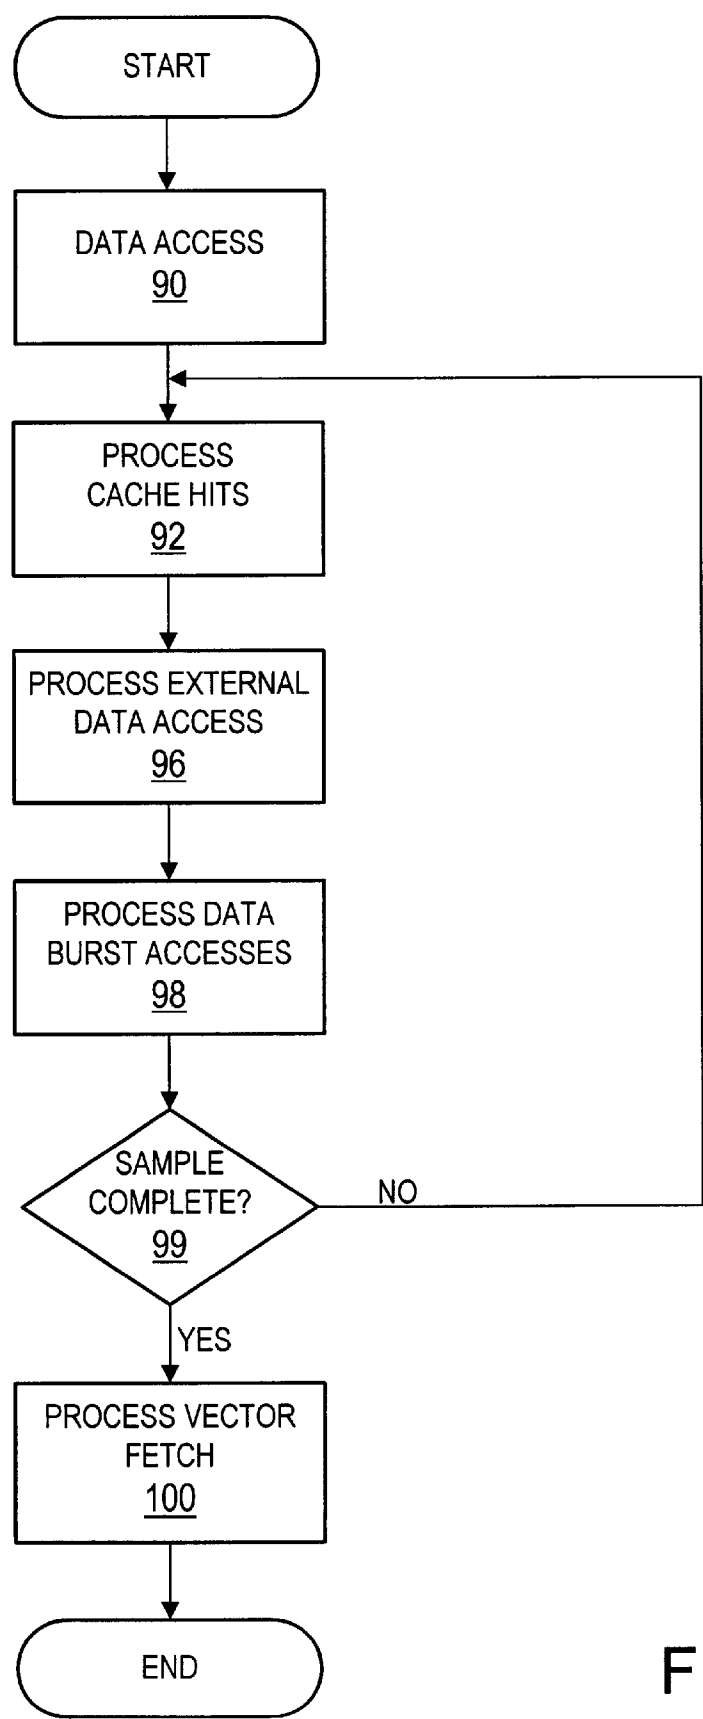 START
DATA ACCESS
90
PROCESS
CACHE HITS
92
PROCESS EXTERNAL
DATA ACCESS
96
PROCESS DATA
BURST ACCESSES
98
SAMPLE
COMPLETE?
99
NO
YES
PROCESS VECTOR
FETCH
100
END
F